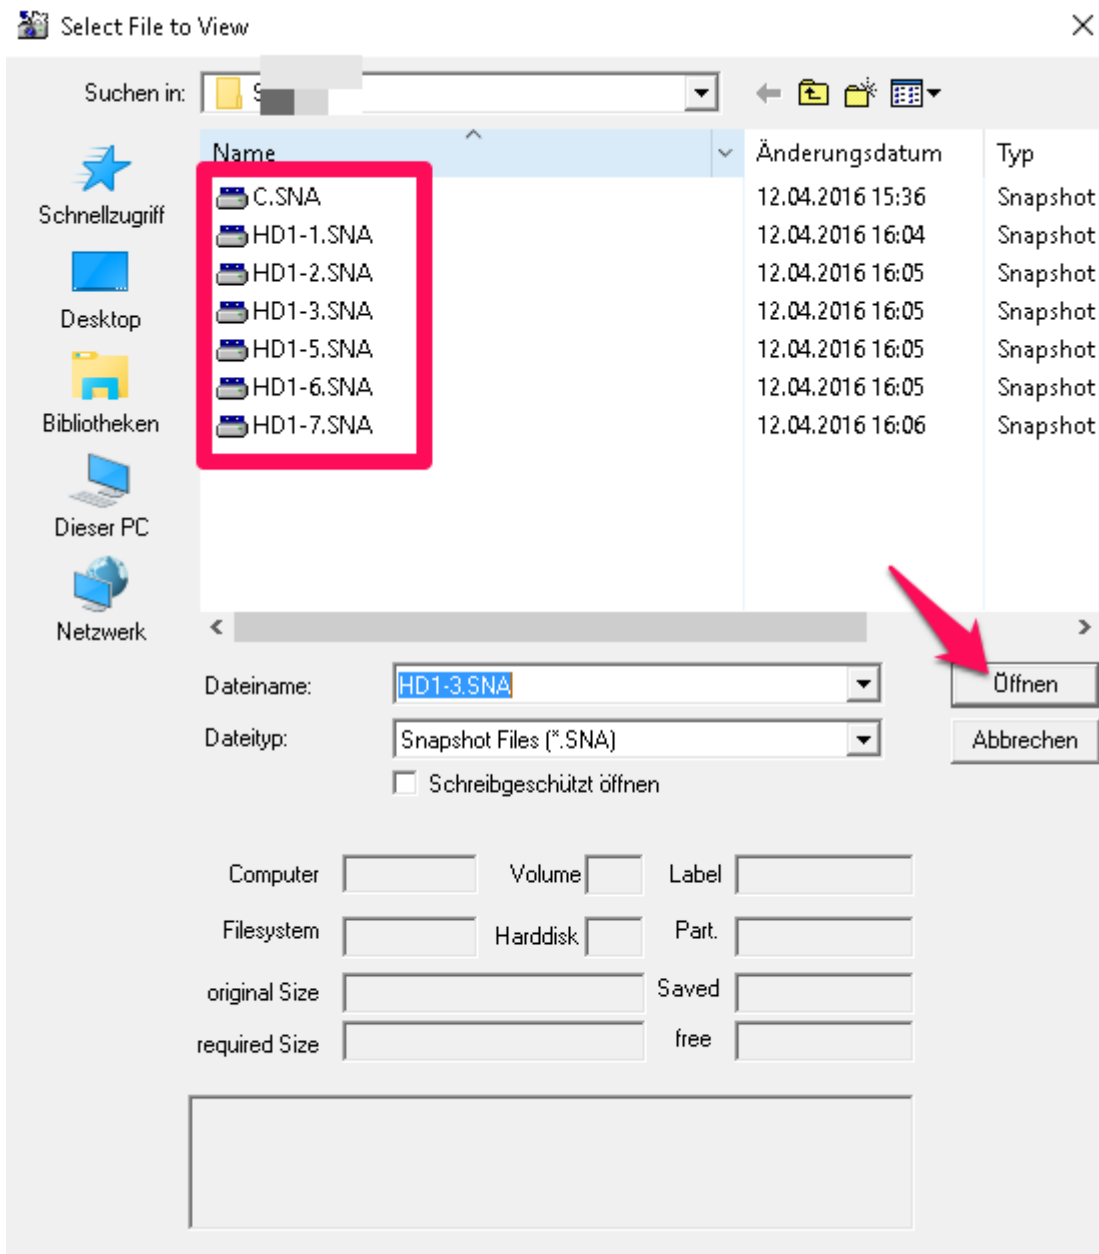 Select File to View
Suchen in:
Name Änderungsdatum Typ
C.SNA 12.04.2016 15:36 Snapshot
HD1-1.SNA 12.04.2016 16:04 Snapshot
HD1-2.SNA 12.04.2016 16:05 Snapshot
HD1-3.SNA 12.04.2016 16:05 Snapshot
HD1-5.SNA 12.04.2016 16:05 Snapshot
HD1-6.SNA 12.04.2016 16:05 Snapshot
HD1-7.SNA 12.04.2016 16:06 Snapshot
Schnellzugriff
Desktop
Bibliotheken
Dieser PC
Netzwerk
Dateiname: HD1-3.SNA Öffnen
Dateityp: Snapshot Files (*.SNA) Abbrechen
Schreibgeschützt öffnen
Computer Volume Label
Filesystem Harddisk Part.
original Size Saved
required Size free